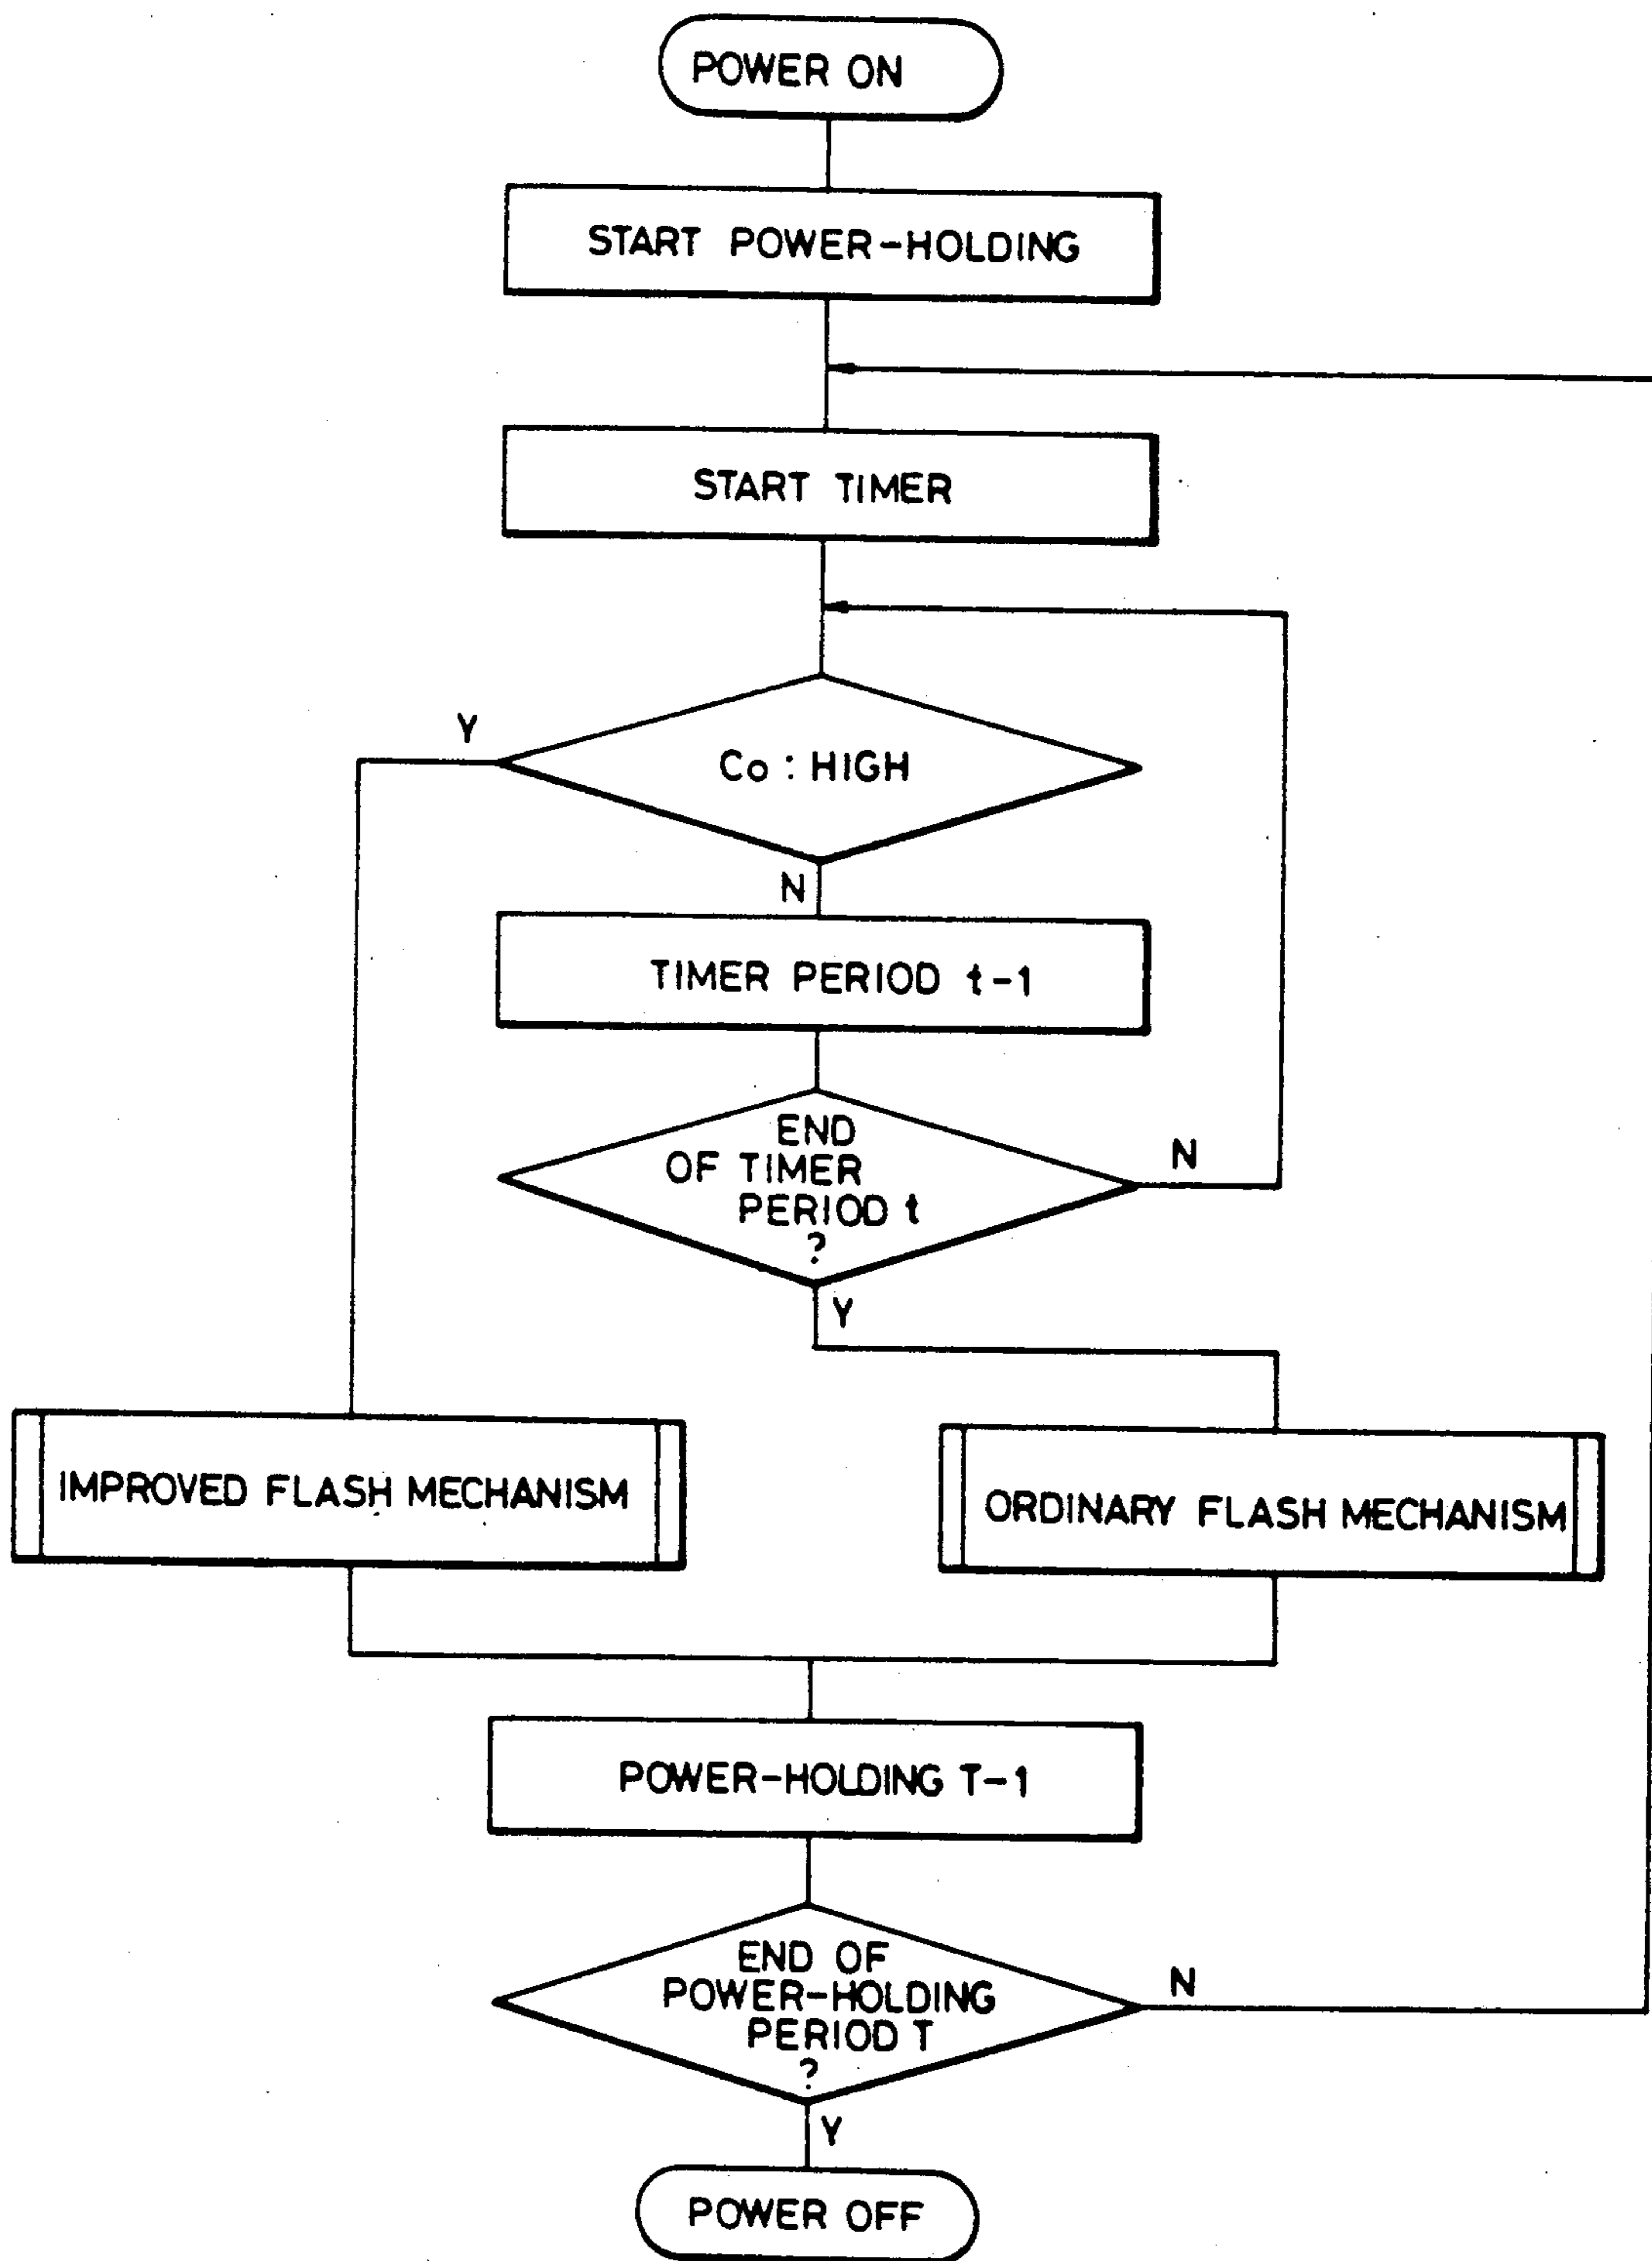 POWER ON
START POWER-HOLDING
START TIMER
Y
Co : HIGH
N
TIMER PERIOD t-1
END
OF TIMER
PERIOD t
?
N
Y
IMPROVED FLASH MECHANISM
ORDINARY FLASH MECHANISM
POWER-HOLDING T-1
END OF
POWER-HOLDING
PERIOD T
?
N
Y
POWER OFF